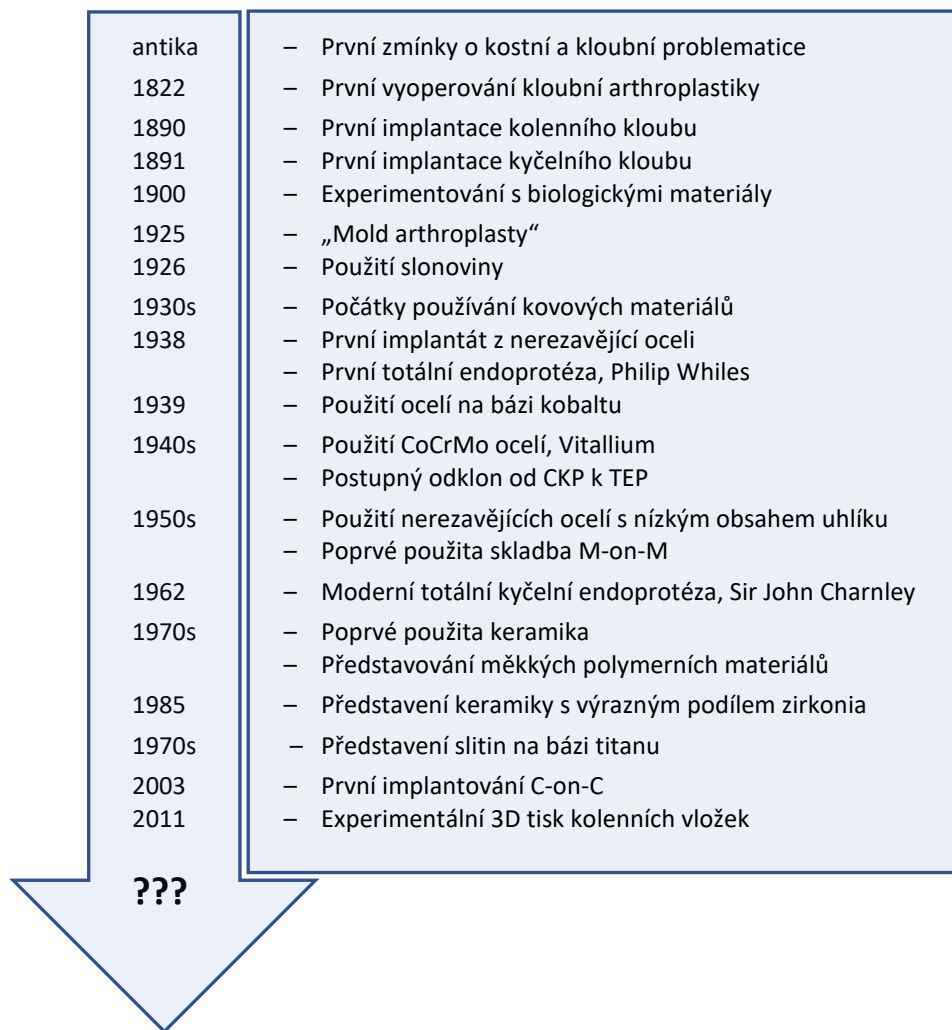 antika – První zmínky o kostní a kloubní problematice
1822 – První vyoperování kloubní arthroplastiky
1890 – První implantace kolenního kloubu
1891 – První implantace kyčelního kloubu
1900 – Experimentování s biologickými materiály
1925 – „Mold arthroplasty“
1926 – Použití slonoviny
1930s – Počátky používání kovových materiálů
1938 – První implantát z nerezavějící oceli
– První totální endoprotéza, Philip Whiles
1939 – Použití ocelí na bázi kobaltu
1940s – Použití CoCrMo ocelí, Vitallium
– Postupný odklon od CKP k TEP
1950s – Použití nerezavějících ocelí s nízkým obsahem uhlíku
– Poprvé použita skladba M-on-M
1962 – Moderní totální kyčelní endoprotéza, Sir John Charnley
1970s – Poprvé použita keramika
– Představování měkkých polymerních materiálů
1985 – Představení keramiky s výrazným podílem zirkonia
1970s – Představení slitin na bázi titanu
2003 – První implantování C-on-C
2011 – Experimentální 3D tisk kolenních vložek
???